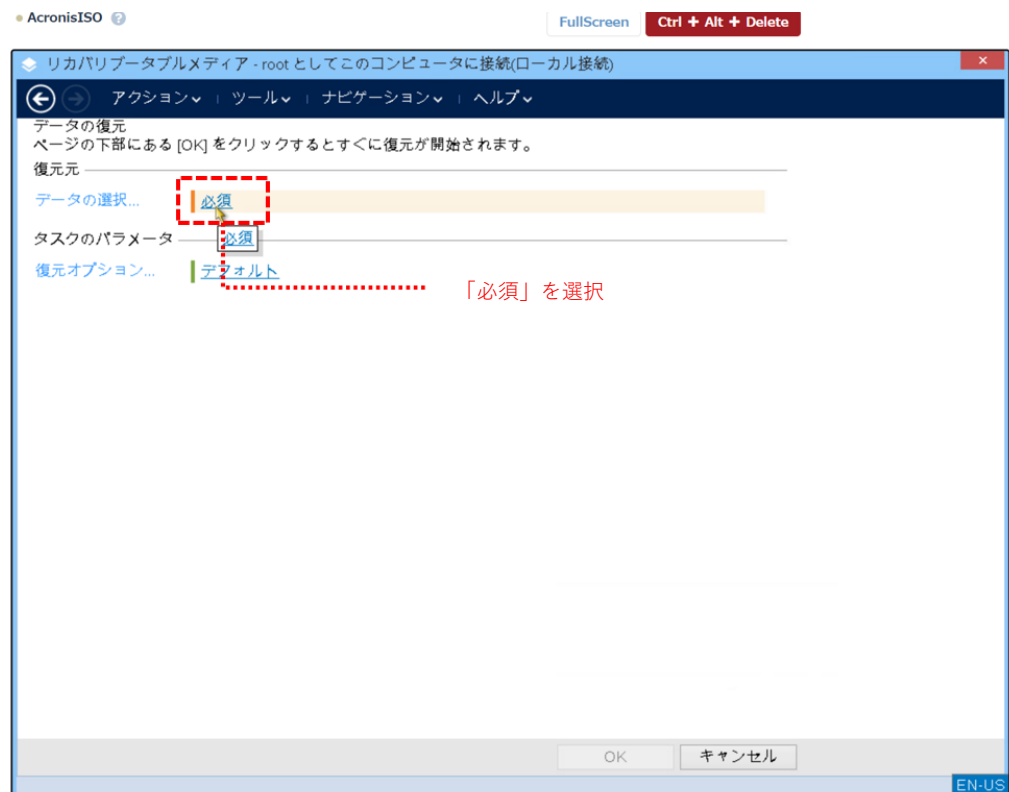 AcronisISO ?
FullScreen
Ctrl + Alt + Delete
リカバリブータブルメディア - root としてこのコンピュータに接続(ローカル接続)
アクション ツール ナビゲーション ヘルプ
データの復元
ページの下部にある [OK] をクリックするとすぐに復元が開始されます。
復元元
データの選択... 必須
タスクのパラメータ 必須
復元オプション... デフォルト
「必須」を選択
OK キャンセル
EN-US